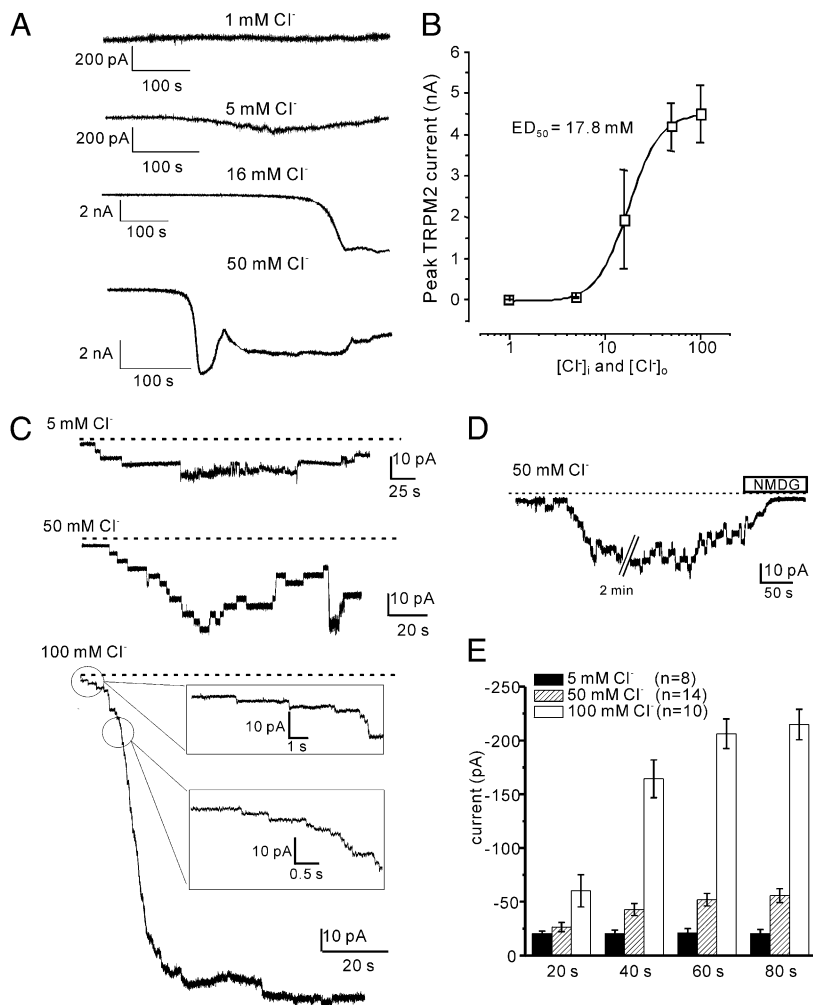 A
1 mM Cl-
200 pA
100 s
5 mM Cl-
200 pA
100 s
16 mM Cl-
2 nA
100 s
50 mM Cl-
2 nA
100 s
B
Peak TRPM2 current (nA)
6
5
4
3
2
1
0
ED50 = 17.8 mM
1 10 100
[Cl-]i and [Cl-]o
C
5 mM Cl-
10 pA
25 s
50 mM Cl-
10 pA
20 s
100 mM Cl-
10 pA
1 s
10 pA
0.5 s
10 pA
20 s
D
50 mM Cl-
NMDG
2 min
10 pA
50 s
E
5 mM Cl- (n=8)
50 mM Cl- (n=14)
100 mM Cl- (n=10)
current (pA)
-250
-200
-150
-100
-50
0
20 s 40 s 60 s 80 s